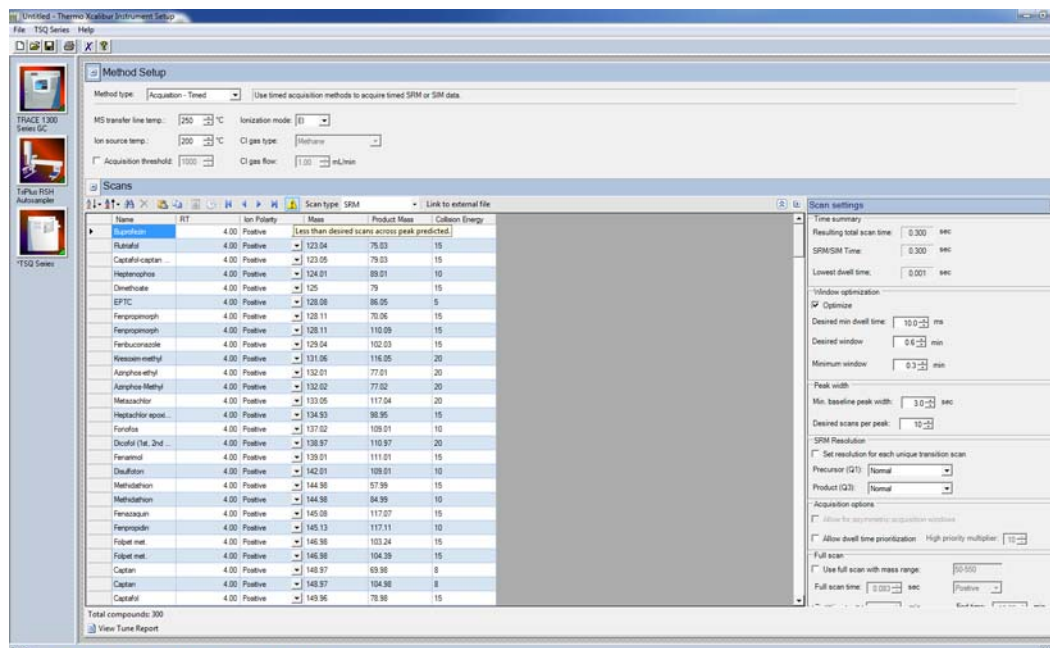 Untitled - Thermo Xcalibur Instrument Setup
File TSQ Series Help
TRACE 1300 Series GC
TriPlus RSH Autosampler
*TSQ Series
Method Setup
Method type: Acquisition - Timed Use timed acquisition methods to acquire timed SRM or SIM data.
MS transfer line temp.: 250 °C Ionization mode: EI
Ion source temp.: 200 °C CI gas type: Methane
Acquisition threshold: 1000 CI gas flow: 1.00 mL/min
Scans
Scan type SRM Link to external file
Name RT Ion Polarity Mass Product Mass Collision Energy
Buprofezin 4.00 Positive Less than desired scans across peak predicted.
Flutriafol 4.00 Positive 123.04 75.03 15
Captafol-captan ... 4.00 Positive 123.05 79.03 15
Heptenophos 4.00 Positive 124.01 89.01 10
Dimethoate 4.00 Positive 125 79 15
EPTC 4.00 Positive 128.08 86.05 5
Fenpropimorph 4.00 Positive 128.11 70.06 15
Fenpropimorph 4.00 Positive 128.11 110.09 15
Fenbuconazole 4.00 Positive 129.04 102.03 15
Kresoxim-methyl 4.00 Positive 131.06 116.05 20
Azinphos-ethyl 4.00 Positive 132.01 77.01 20
Azinphos-Methyl 4.00 Positive 132.02 77.02 20
Metazachlor 4.00 Positive 133.05 117.04 20
Heptachlor epoxi... 4.00 Positive 134.93 98.95 15
Fonofos 4.00 Positive 137.02 109.01 10
Dicofol (1st, 2nd ... 4.00 Positive 138.97 110.97 20
Fenarimol 4.00 Positive 139.01 111.01 15
Disulfoton 4.00 Positive 142.01 109.01 10
Methidathion 4.00 Positive 144.98 57.99 15
Methidathion 4.00 Positive 144.98 84.99 10
Fenazaquin 4.00 Positive 145.08 117.07 15
Fenpropidin 4.00 Positive 145.13 117.11 10
Folpet met. 4.00 Positive 146.98 103.24 15
Folpet met. 4.00 Positive 146.98 104.39 15
Captan 4.00 Positive 148.97 69.98 8
Captan 4.00 Positive 148.97 104.98 8
Captafol 4.00 Positive 149.96 78.98 15
Total compounds: 300
View Tune Report
Scan settings
Time summary
Resulting total scan time: 0.300 sec
SRM/SIM Time: 0.300 sec
Lowest dwell time: 0.001 sec
Window optimization
Optimize
Desired min dwell time: 10.0 ms
Desired window 0.6 min
Minimum window 0.3 min
Peak width
Min. baseline peak width: 3.0 sec
Desired scans per peak: 10
SRM Resolution
Set resolution for each unique transition scan
Precursor (Q1): Normal
Product (Q3): Normal
Acquisition options
Allow for asymmetric acquisition windows
Allow dwell time prioritization High priority multiplier: 10
Full scan
Use full scan with mass range: 50-550
Full scan time: 0.083 sec Positive